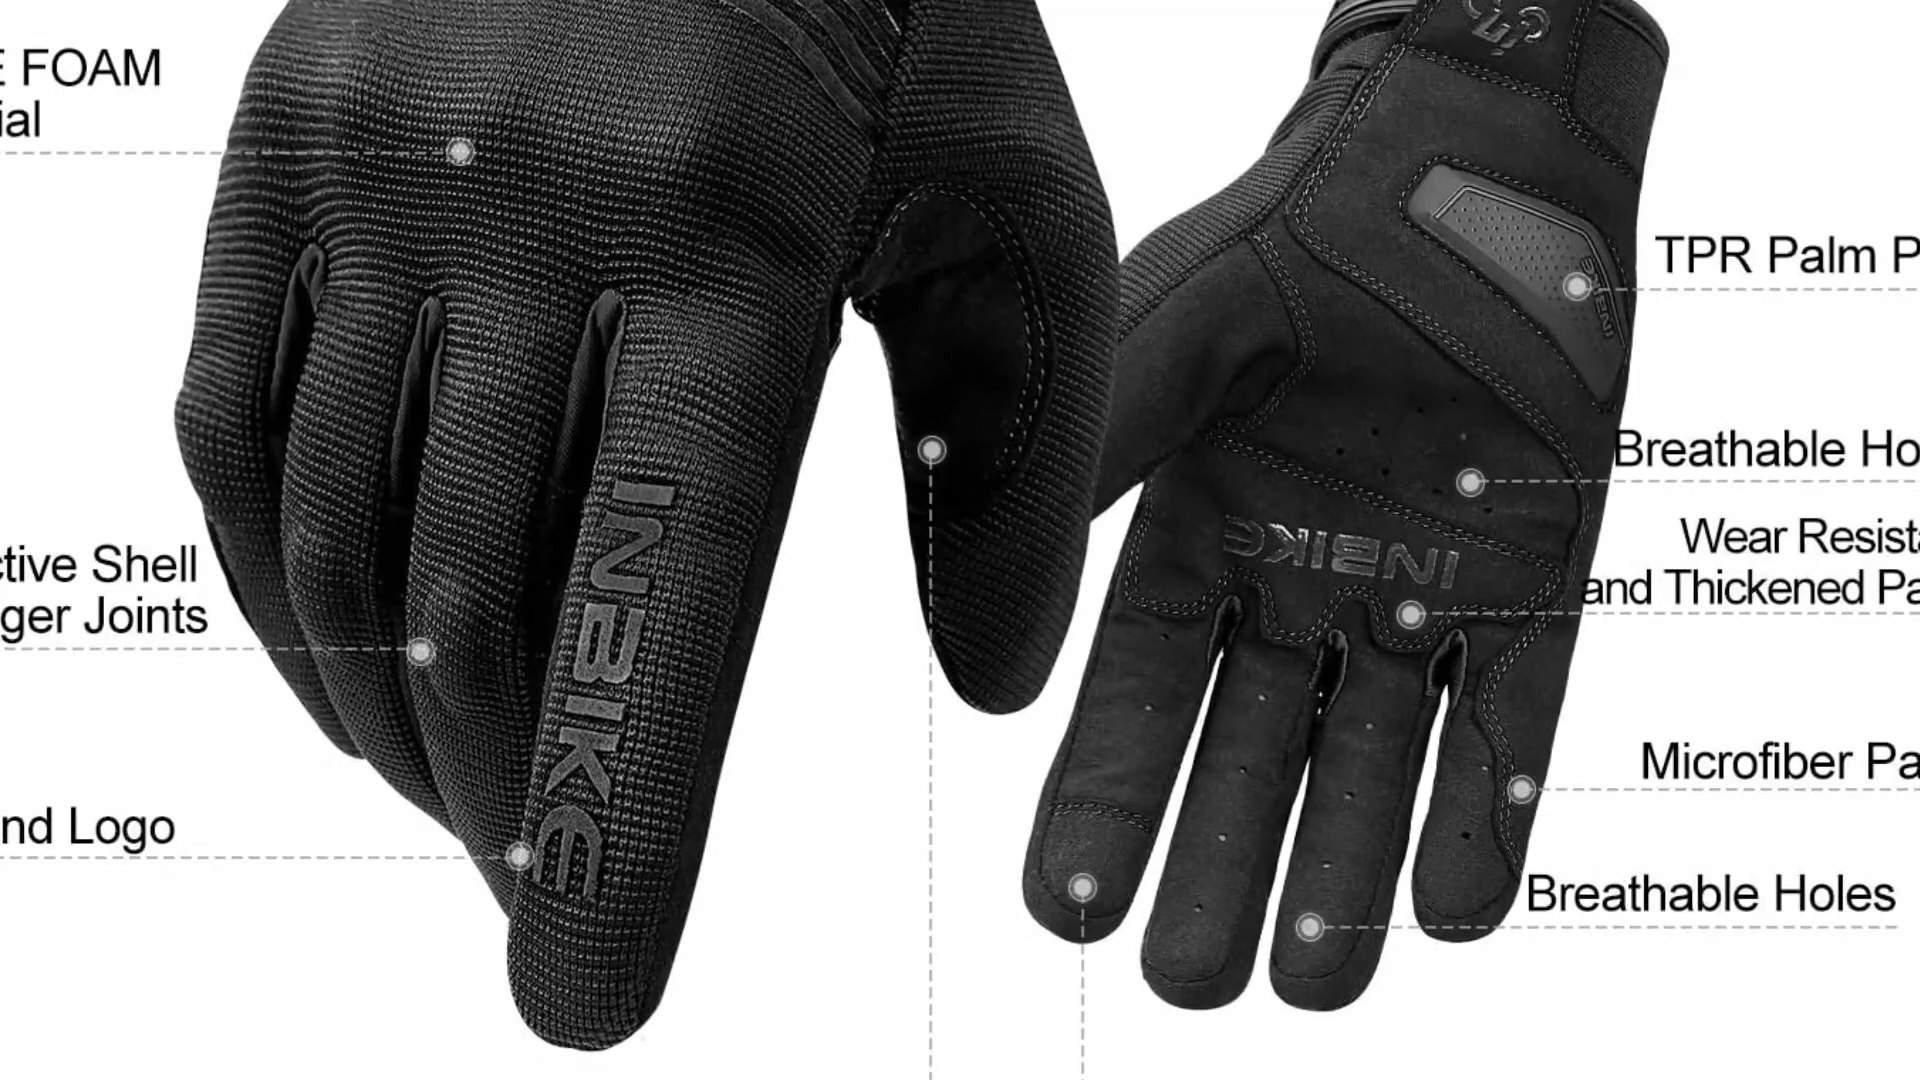 E FOAM
ial
ctive Shell
ger Joints
nd Logo
INBIKE
INBIKE
INBIKE
TPR Palm P
Breathable Ho
Wear Resista
and Thickened Pa
Microfiber Pa
Breathable Holes